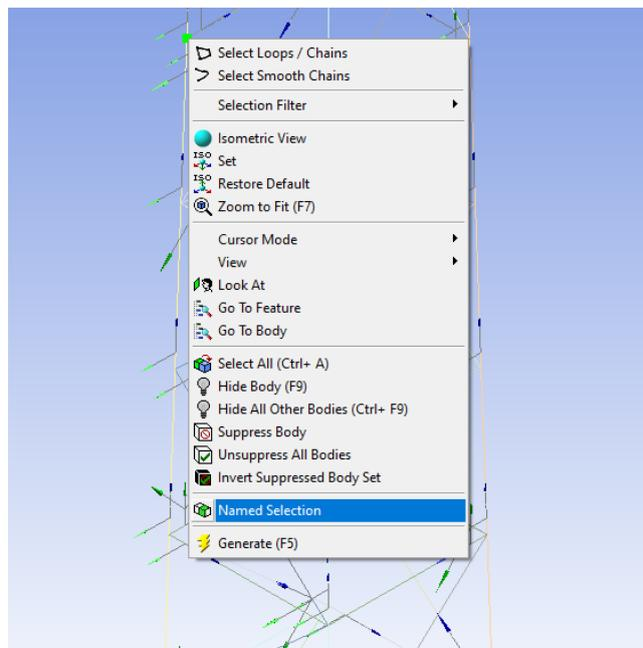 Select Loops / Chains
Select Smooth Chains
Selection Filter
Isometric View
ISO Set
ISO Restore Default
Zoom to Fit (F7)
Cursor Mode
View
Look At
Go To Feature
Go To Body
Select All (Ctrl+ A)
Hide Body (F9)
Hide All Other Bodies (Ctrl+ F9)
Suppress Body
Unsuppress All Bodies
Invert Suppressed Body Set
Named Selection
Generate (F5)